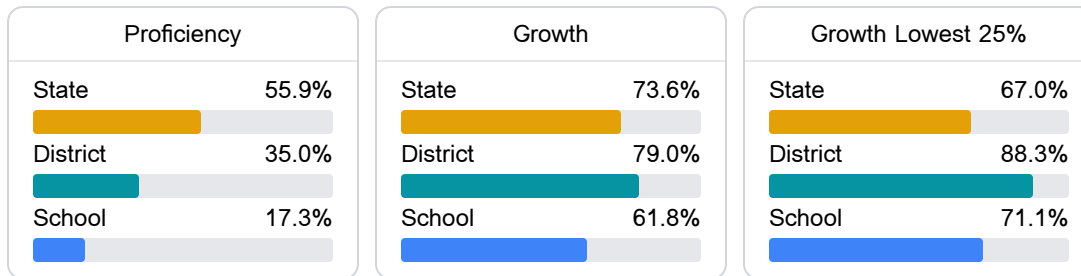 Proficiency
State 55.9%
District 35.0%
School 17.3%
Growth
State 73.6%
District 79.0%
School 61.8%
Growth Lowest 25%
State 67.0%
District 88.3%
School 71.1%